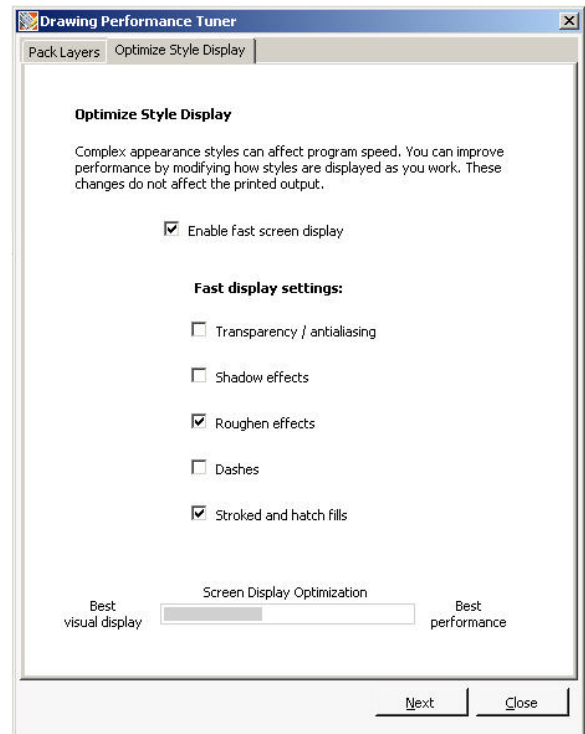 Drawing Performance Tuner
Pack Layers
Optimize Style Display
Optimize Style Display
Complex appearance styles can affect program speed. You can improve
performance by modifying how styles are displayed as you work. These
changes do not affect the printed output.
Enable fast screen display
Fast display settings:
Transparency / antialiasing
Shadow effects
Roughen effects
Dashes
Stroked and hatch fills
Screen Display Optimization
Best
visual display
Best
performance
Next
Close